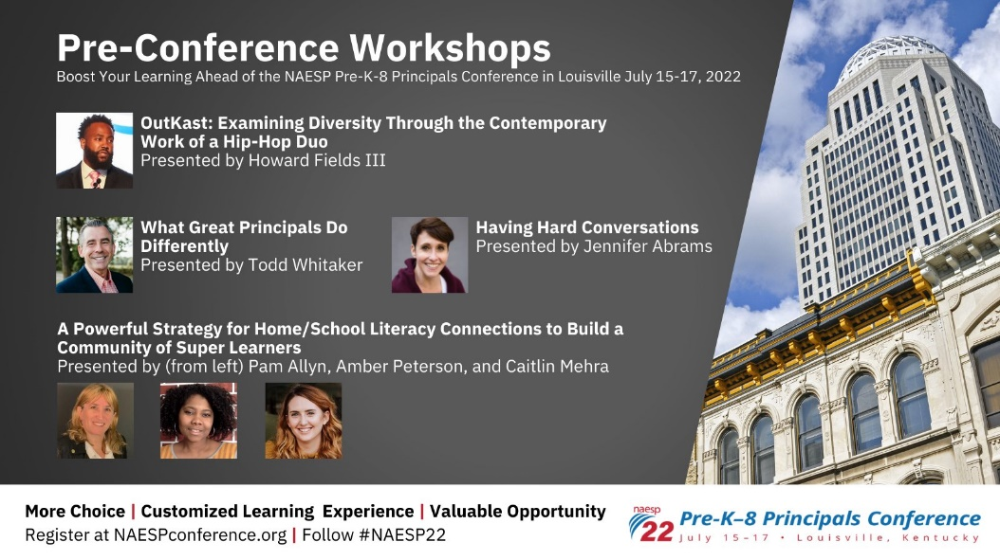 Pre-Conference Workshops
Boost Your Learning Ahead of the NAESP Pre-K-8 Principals Conference in Louisville July 15-17, 2022
OutKast: Examining Diversity Through the Contemporary
Work of a Hip-Hop Duo
Presented by Howard Fields III
What Great Principals Do
Differently
Presented by Todd Whitaker
Having Hard Conversations
Presented by Jennifer Abrams
A Powerful Strategy for Home/School Literacy Connections to Build a
Community of Super Learners
Presented by (from left) Pam Allyn, Amber Peterson, and Caitlin Mehra
More Choice | Customized Learning  Experience | Valuable Opportunity
Register at NAESPconference.org | Follow #NAESP22
naesp
22 Pre-K–8 Principals Conference
July 15–17 • Louisville, Kentucky